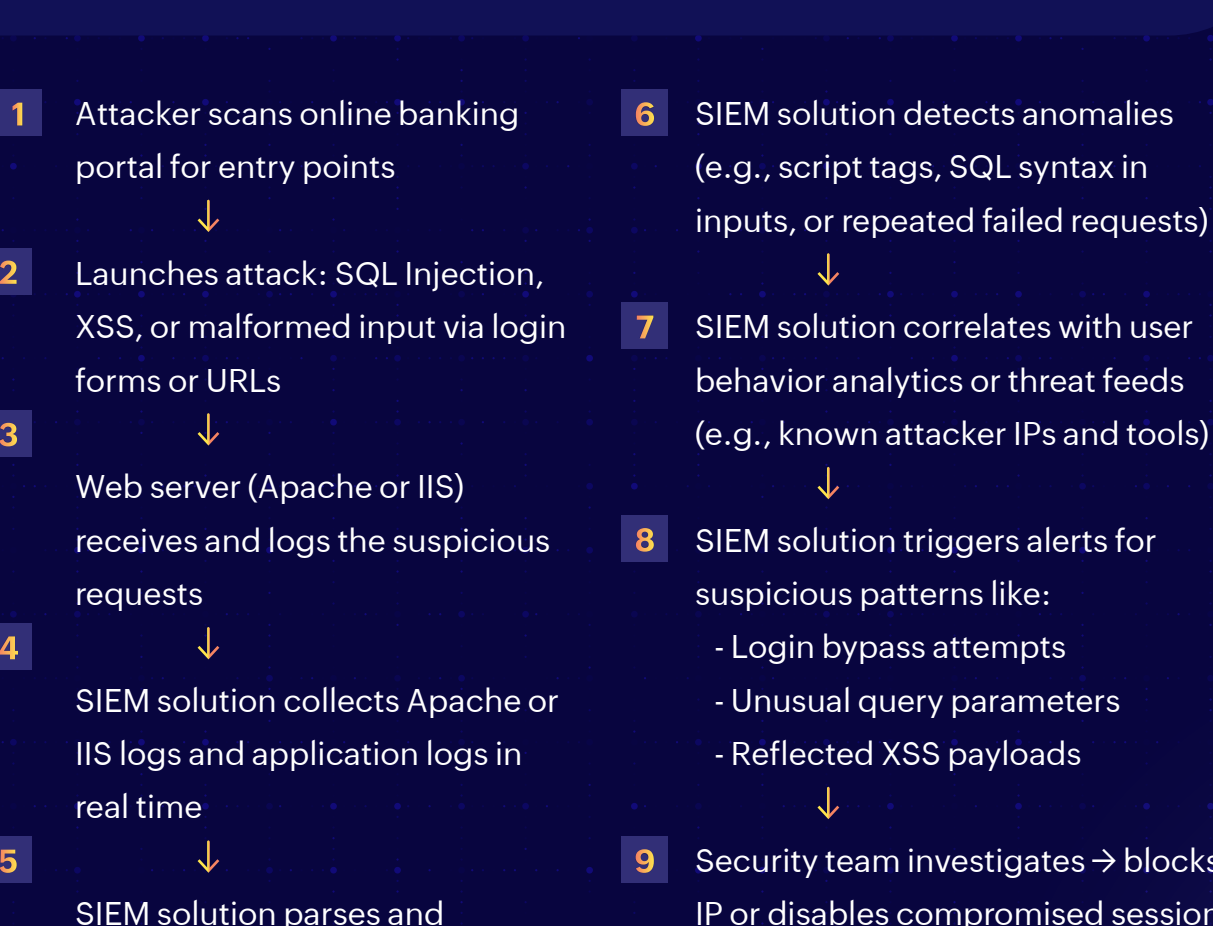 1
Attacker scans online banking
portal for entry points
↓
2
Launches attack: SQL Injection,
XSS, or malformed input via login
forms or URLs
3
↓
Web server (Apache or IIS)
receives and logs the suspicious
requests
4
↓
SIEM solution collects Apache or
IIS logs and application logs in
real time
5
↓
SIEM solution parses and
6
SIEM solution detects anomalies
(e.g., script tags, SQL syntax in
inputs, or repeated failed requests)
↓
7
SIEM solution correlates with user
behavior analytics or threat feeds
(e.g., known attacker IPs and tools)
↓
8
SIEM solution triggers alerts for
suspicious patterns like:
- Login bypass attempts
- Unusual query parameters
- Reflected XSS payloads
↓
9
Security team investigates → blocks
IP or disables compromised session